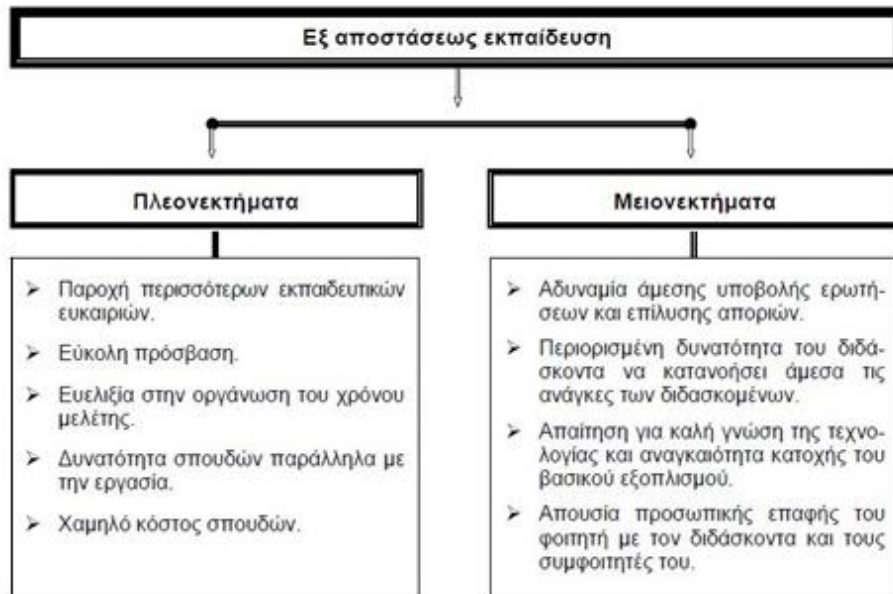 Εξ αποστάσεως εκπαίδευση
Πλεονεκτήματα
➢ Παροχή περισσότερων εκπαιδευτικών
ευκαιριών.
➢ Εύκολη πρόσβαση.
➢ Ευελιξία στην οργάνωση του χρόνου
μελέτης.
➢ Δυνατότητα σπουδών παράλληλα με
την εργασία.
➢ Χαμηλό κόστος σπουδών.
Μειονεκτήματα
➢ Αδυναμία άμεσης υποβολής ερωτή-
σεων και επίλυσης αποριών.
➢ Περιορισμένη δυνατότητα του διδά-
σκοντα να κατανοήσει άμεσα τις
ανάγκες των διδασκομένων.
➢ Απαίτηση για καλή γνώση της τεχνο-
λογίας και αναγκαιότητα κατοχής του
βασικού εξοπλισμού.
➢ Απουσία προσωπικής επαφής του
φοιτητή με τον διδάσκοντα και τους
συμφοιτητές του.